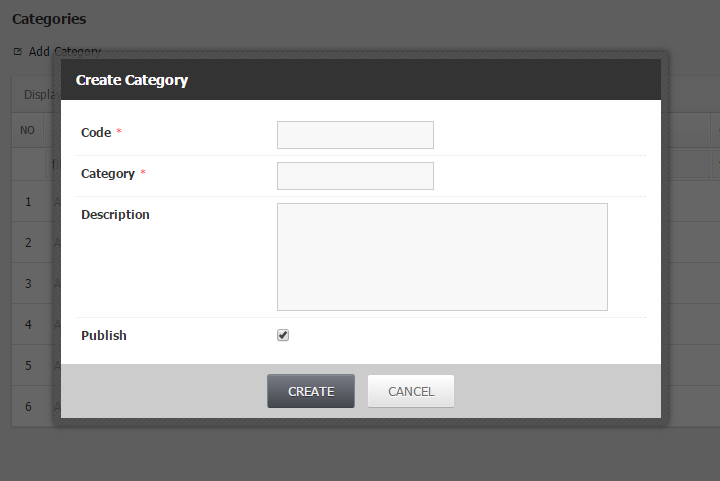 Categories
Add Category
Create Category
NO
Code *
Category *
1
Description
2
3
4
Publish
5
CREATE
CANCEL
6